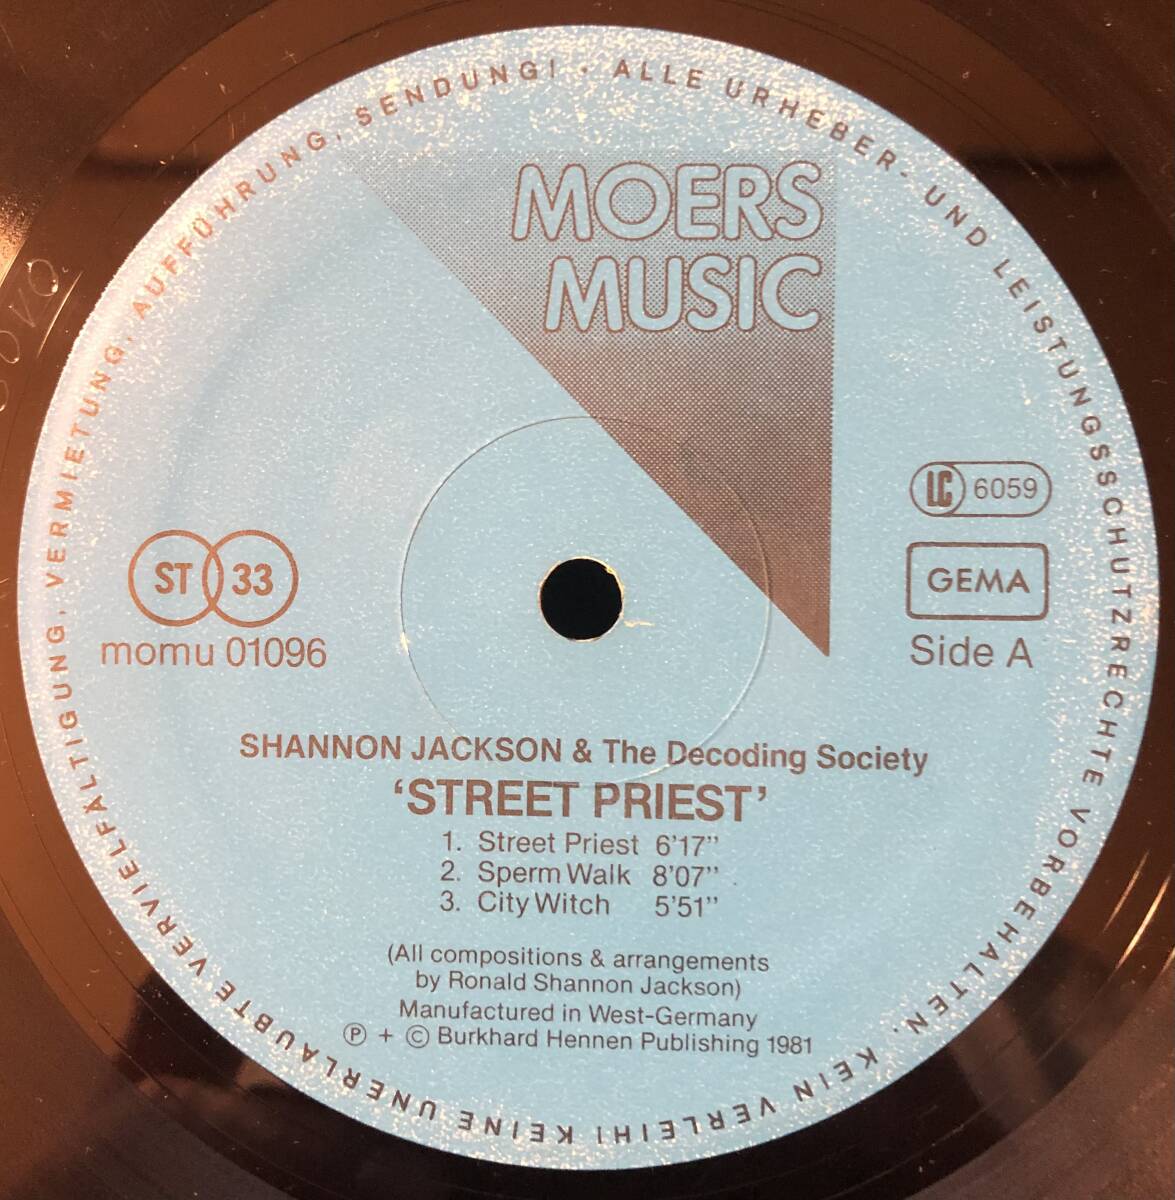 ALLE URHEBER- UND LEISTUNGSSCHUTZRECHTE VORBEHALTEN. KEIN VERLEIH! KEINE UNERLAUBTE VERVIELFÄLTIGUNG, VERMIETUNG, AUFFÜHRUNG, SENDUNG! ·
MOERS
MUSIC
LC 6059
ST 33
GEMA
momu 01096
Side A
SHANNON JACKSON & The Decoding Society
‘STREET PRIEST’
1. Street Priest 6’17’’
2. Sperm Walk 8’07’’
3. City Witch 5’51’’
(All compositions & arrangements
by Ronald Shannon Jackson)
Manufactured in West-Germany
Ⓟ + © Burkhard Hennen Publishing 1981